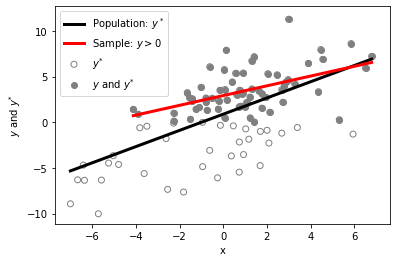 Population: y*
Sample: y > 0
y*
y and y*
y and y*
10
5
0
−5
−10
−6 −4 −2 0 2 4 6
x